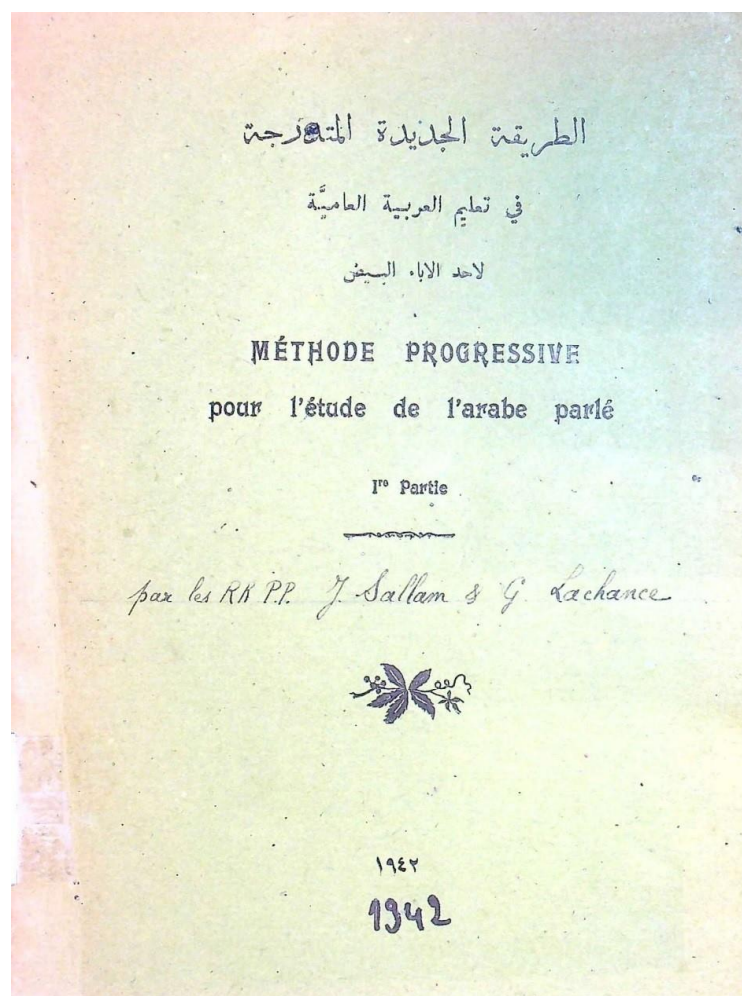 الطريقة الجديدة المتدرجة
في تعليم العربية العاميَّة
لاحد الاباء البيض
MÉTHODE PROGRESSIVE
pour l'étude de l'arabe parlé
Iʳᵉ Partie
par les RR PP. J. Sallam & G. Lachance
١٩٤٢
1942